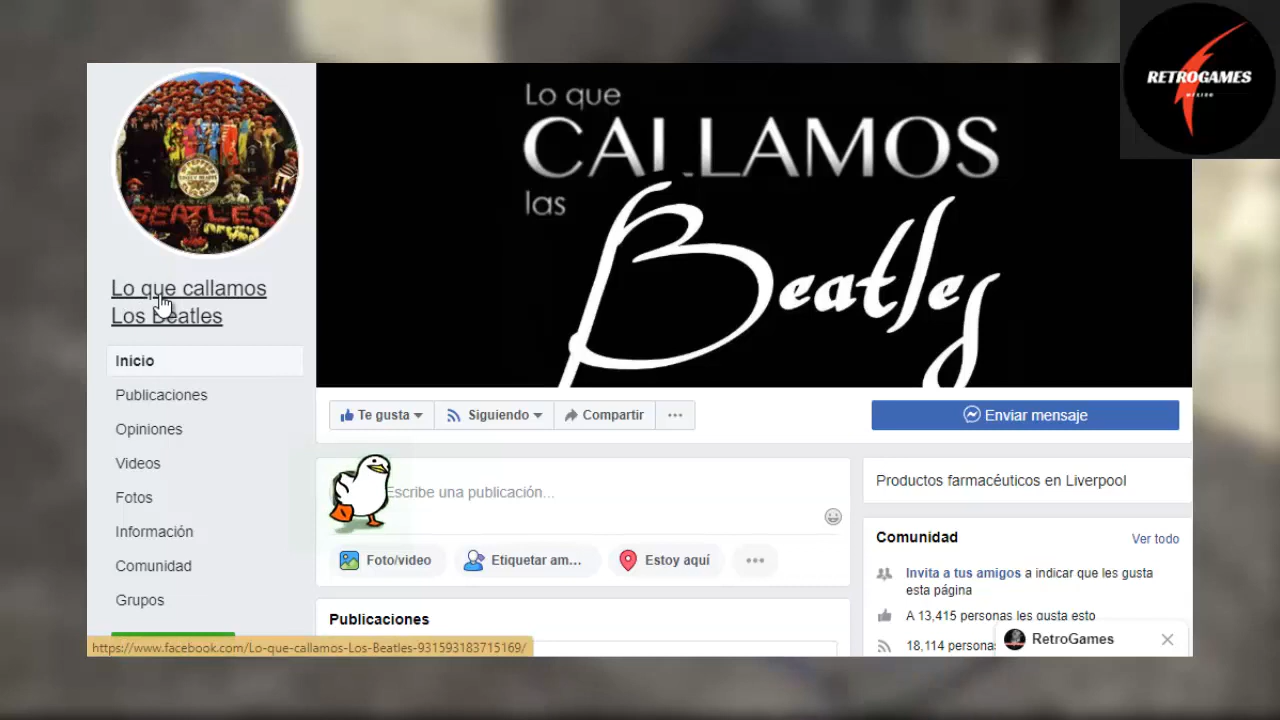 RETROGAMES
MÉXICO
Lo que
CALLAMOS
las
Beatles
BEATLES
Lo que callamos
Los Beatles
Inicio
Publicaciones
Opiniones
Videos
Fotos
Información
Comunidad
Grupos
Te gusta
Siguiendo
Compartir
Enviar mensaje
Escribe una publicación...
Foto/video
Etiquetar am...
Estoy aquí
Publicaciones
Productos farmacéuticos en Liverpool
Comunidad
Ver todo
Invita a tus amigos a indicar que les gusta
esta página
A 13,415 personas les gusta esto
18,114 persona
RetroGames
https://www.facebook.com/Lo-que-callamos-Los-Beatles-931593183715169/